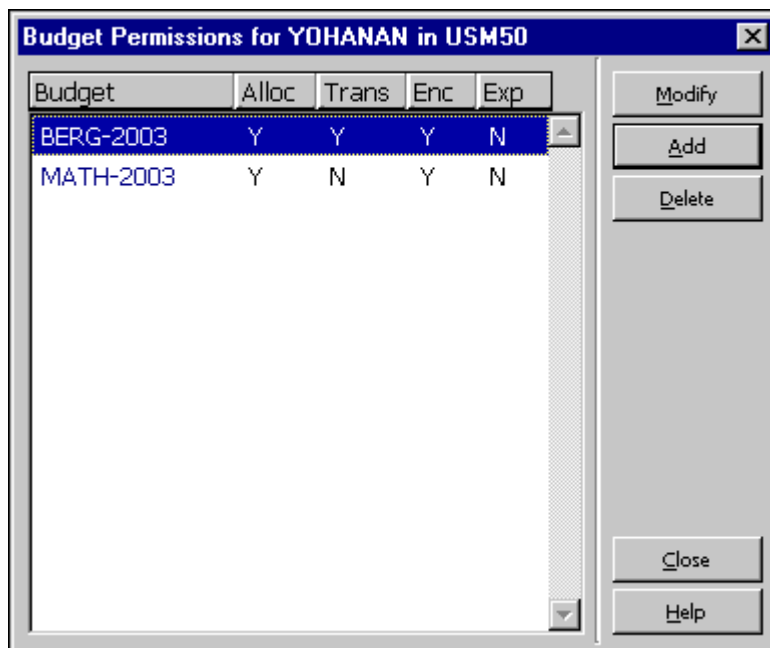 Budget Permissions for YOHANAN in USM50
Budget Alloc Trans Enc Exp
BERG-2003 Y Y Y N
MATH-2003 Y N Y N
Modify
Add
Delete
Close
Help